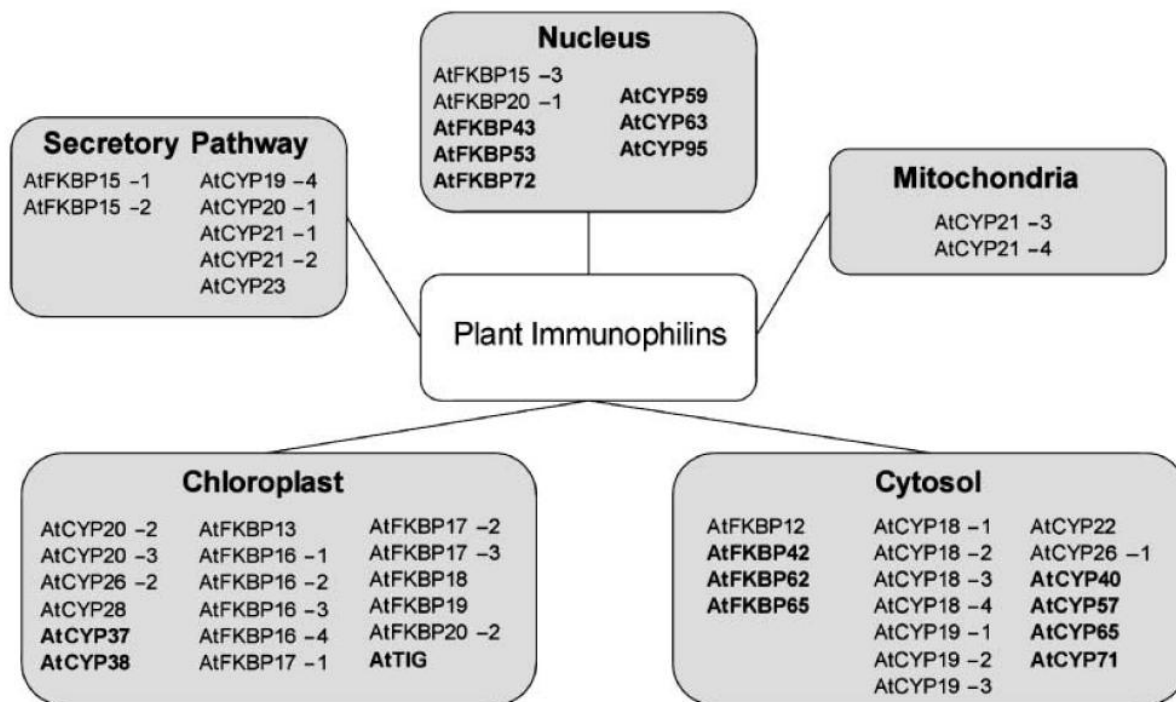 Nucleus
AtFKBP15 –3
AtFKBP20 –1
AtFKBP43
AtFKBP53
AtFKBP72
AtCYP59
AtCYP63
AtCYP95
Secretory Pathway
AtFKBP15 –1
AtFKBP15 –2
AtCYP19 –4
AtCYP20 –1
AtCYP21 –1
AtCYP21 –2
AtCYP23
Mitochondria
AtCYP21 –3
AtCYP21 –4
Plant Immunophilins
Chloroplast
AtCYP20 –2
AtCYP20 –3
AtCYP26 –2
AtCYP28
AtCYP37
AtCYP38
AtFKBP13
AtFKBP16 –1
AtFKBP16 –2
AtFKBP16 –3
AtFKBP16 –4
AtFKBP17 –1
AtFKBP17 –2
AtFKBP17 –3
AtFKBP18
AtFKBP19
AtFKBP20 –2
AtTIG
Cytosol
AtFKBP12
AtFKBP42
AtFKBP62
AtFKBP65
AtCYP18 –1
AtCYP18 –2
AtCYP18 –3
AtCYP18 –4
AtCYP19 –1
AtCYP19 –2
AtCYP19 –3
AtCYP22
AtCYP26 –1
AtCYP40
AtCYP57
AtCYP65
AtCYP71